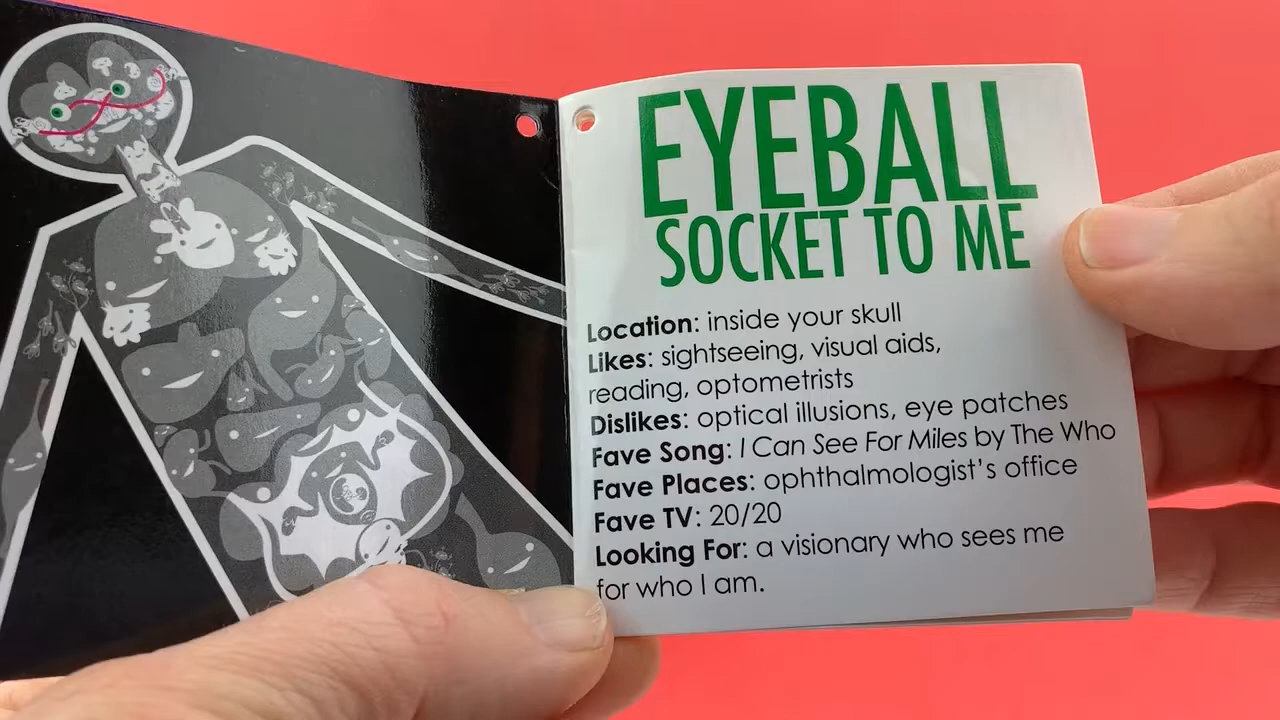 EYEBALL
SOCKET TO ME
Location: inside your skull
Likes: sightseeing, visual aids,
reading, optometrists
Dislikes: optical illusions, eye patches
Fave Song: I Can See For Miles by The Who
Fave Places: ophthalmologist's office
Fave TV: 20/20
Looking For: a visionary who sees me
for who I am.